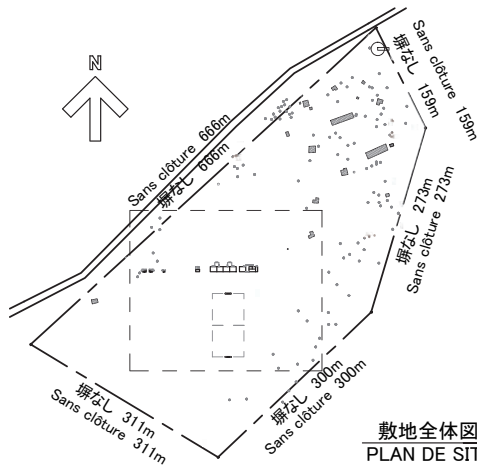 N
Sans clôture 159m
塀なし 159m
Sans clôture 666m
塀なし 666m
塀なし 273m
Sans clôture 273m
塀なし 300m
Sans clôture 300m
塀なし 311m
Sans clôture 311m
敷地全体図
PLAN DE SIT